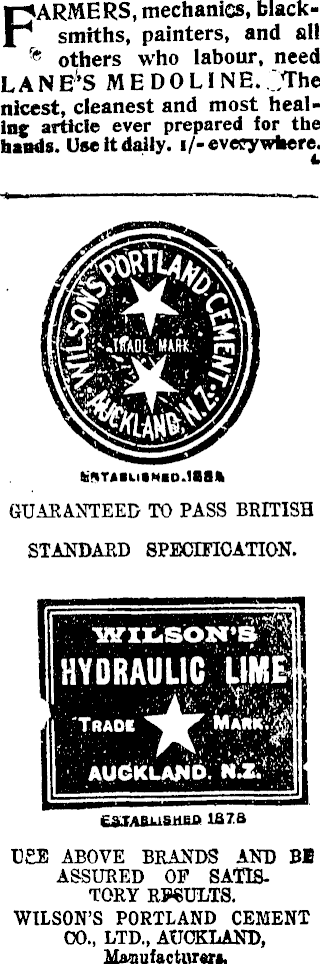 FARMERS, mechanics, black-
smiths, painters, and all
others who labour, need
LANE'S MEDOLINE. The
nicest, cleanest and most heal-
ing article ever prepared for the
hands. Use it daily. 1/- everywhere.
WILSON'S PORTLAND CEMENT
TRADE MARK
AUCKLAND, N.Z.
GUARANTEED TO PASS BRITISH
STANDARD SPECIFICATION.
WILSON'S
HYDRAULIC LIME
TRADE MARK
AUCKLAND. N.Z.
ESTABLISHED 1878
USE ABOVE BRANDS AND BE
ASSURED OF SATIS-
TORY RESULTS.
WILSON'S PORTLAND CEMENT
CO., LTD., AUCKLAND,
Manufacturers.